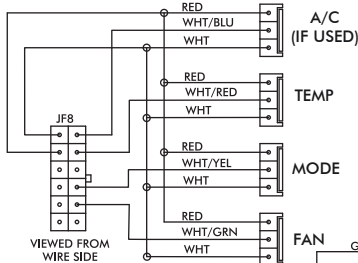 RED
WHT/BLU
WHT
A/C
(IF USED)
RED
WHT/RED
WHT
TEMP
JF8
RED
WHT/YEL
WHT
MODE
RED
WHT/GRN
WHT
FAN
G
VIEWED FROM
WIRE SIDE